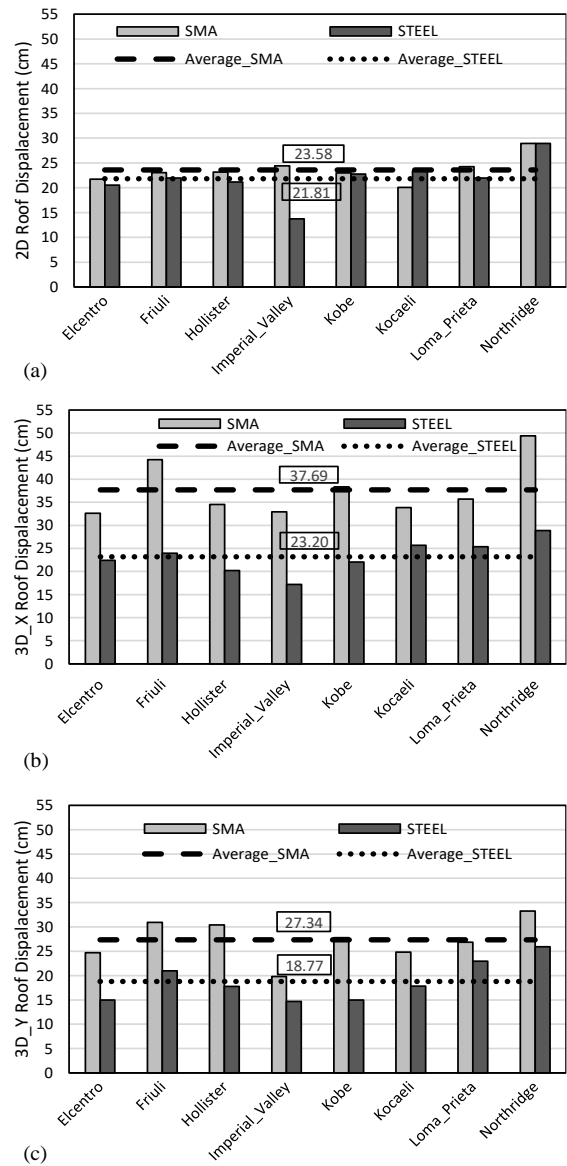 SMA STEEL
Average_SMA Average_STEEL
55
50
45
40
35
30
25
20
15
10
5
0
2D Roof Dispalacement (cm)
23.58
21.81
Elcentro
Friuli
Hollister
Imperial_Valley
Kobe
Kocaeli
Loma_Prieta
Northridge
(a)
SMA STEEL
Average_SMA Average_STEEL
55
50
45
40
35
30
25
20
15
10
5
0
3D_X Roof Dispalacement (cm)
37.69
23.20
Elcentro
Friuli
Hollister
Imperial_Valley
Kobe
Kocaeli
Loma_Prieta
Northridge
(b)
SMA STEEL
Average_SMA Average_STEEL
55
50
45
40
35
30
25
20
15
10
5
0
3D_Y Roof Dispalacement (cm)
27.34
18.77
Elcentro
Friuli
Hollister
Imperial_Valley
Kobe
Kocaeli
Loma_Prieta
Northridge
(c)